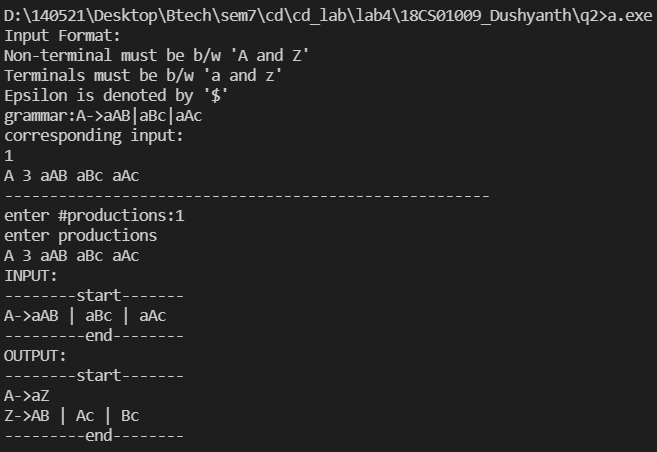 D:\140521\Desktop\Btech\sem7\cd\cd_lab\lab4\18CS01009_Dushyanth\q2>a.exe
Input Format:
Non-terminal must be b/w 'A and Z'
Terminals must be b/w 'a and z'
Epsilon is denoted by '$'
grammar:A->aAB|aBc|aAc
corresponding input:
1
A 3 aAB aBc aAc
------------------------------------------------------
enter #productions:1
enter productions
A 3 aAB aBc aAc
INPUT:
--------start-------
A->aAB | aBc | aAc
---------end--------
OUTPUT:
--------start-------
A->aZ
Z->AB | Ac | Bc
---------end--------